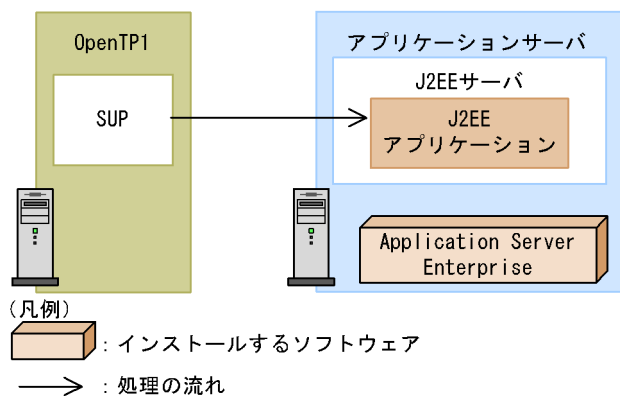 OpenTP1
SUP
アプリケーションサーバ
J2EEサーバ
J2EE
アプリケーション
Application Server
Enterprise
(凡例)
：インストールするソフトウェア
：処理の流れ